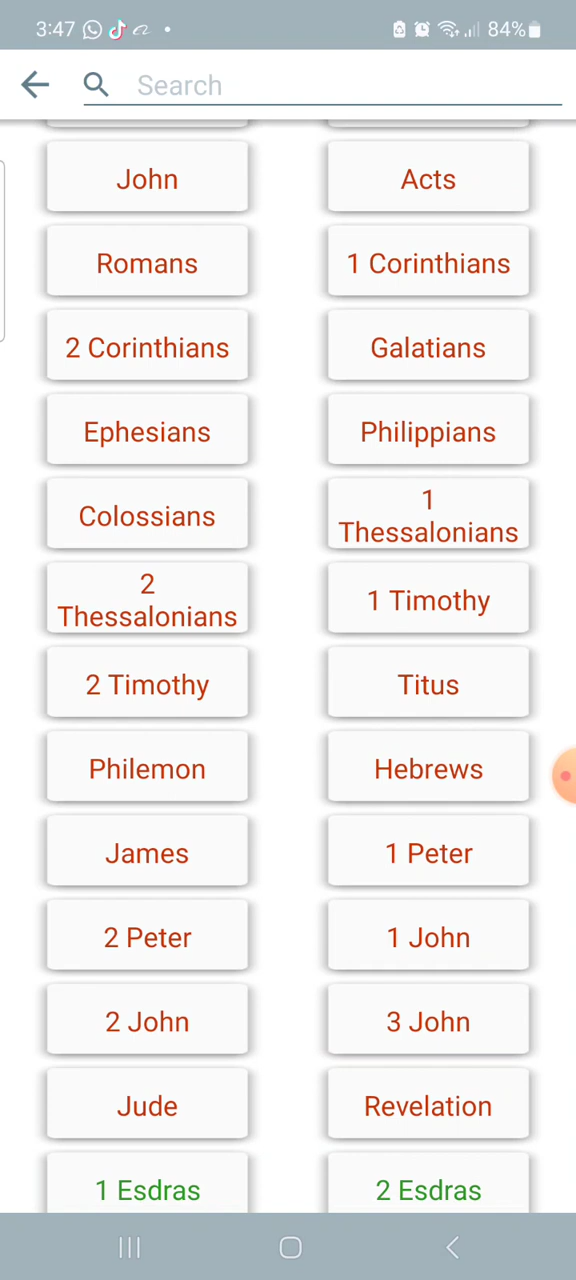 3:47
84%
Search
John
Acts
Romans
1 Corinthians
2 Corinthians
Galatians
Ephesians
Philippians
Colossians
1
Thessalonians
2
Thessalonians
1 Timothy
2 Timothy
Titus
Philemon
Hebrews
James
1 Peter
2 Peter
1 John
2 John
3 John
Jude
Revelation
1 Esdras
2 Esdras